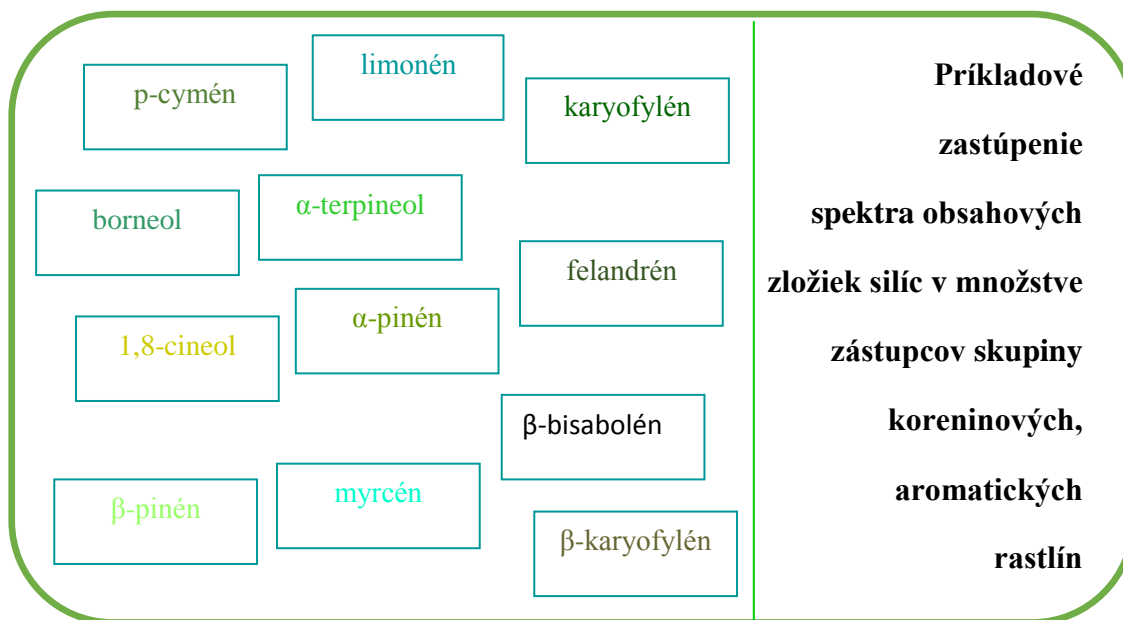 p-cymén
limonén
karyofylén
borneol
α-terpineol
felandrén
1,8-cineol
α-pinén
β-bisabolén
β-pinén
myrcén
β-karyofylén
Príkladové
zastúpenie
spektra obsahových
zložiek silíc v množstve
zástupcov skupiny
koreninových,
aromatických
rastlín